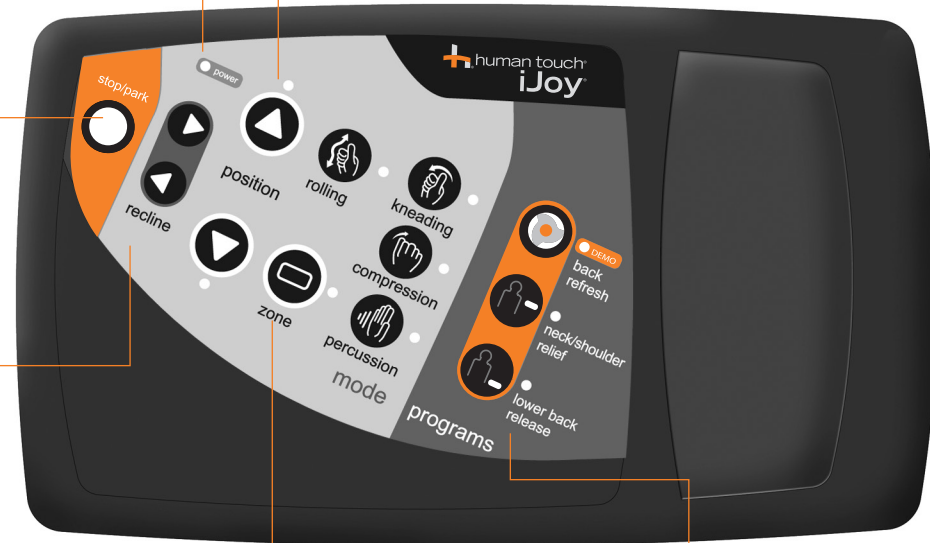 human touch®
iJoy®
stop/park
power
position
recline
rolling
kneading
compression
zone
percussion
mode
DEMO
back
refresh
neck/shoulder
relief
lower back
release
programs